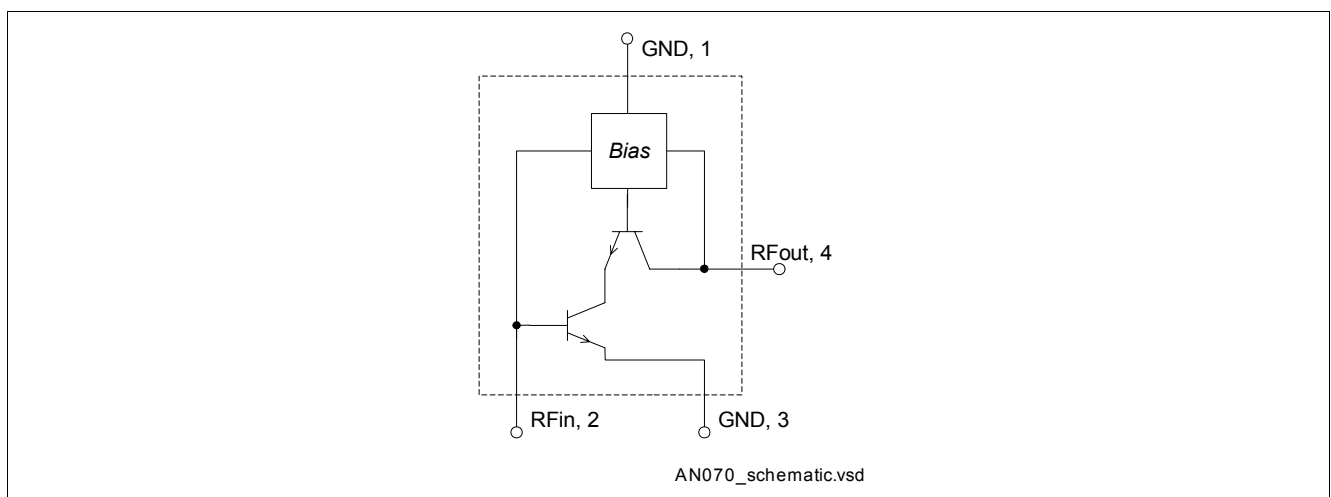 GND, 1
Bias
RFout, 4
RFin, 2
GND, 3
AN070_schematic.vsd